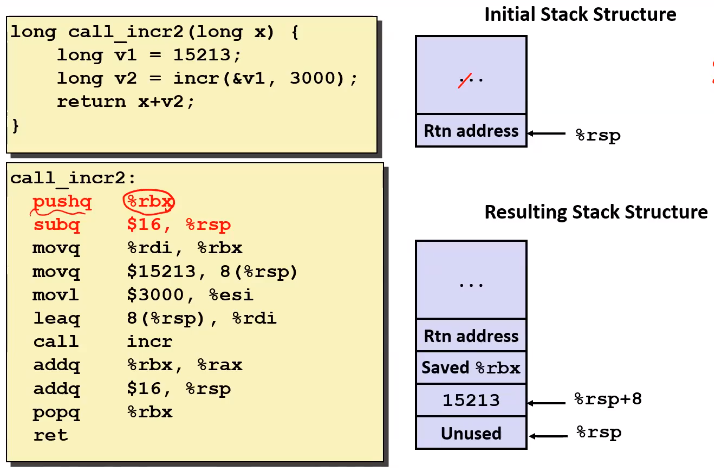 long call_incr2(long x) {
    long v1 = 15213;
    long v2 = incr(&v1, 3000);
    return x+v2;
}
call_incr2:
  pushq   %rbx
  subq    $16, %rsp
  movq    %rdi, %rbx
  movq    $15213, 8(%rsp)
  movl    $3000, %esi
  leaq    8(%rsp), %rdi
  call    incr
  addq    %rbx, %rax
  addq    $16, %rsp
  popq    %rbx
  ret
Initial Stack Structure
...
Rtn address
%rsp
Resulting Stack Structure
...
Rtn address
Saved %rbx
15213
%rsp+8
Unused
%rsp